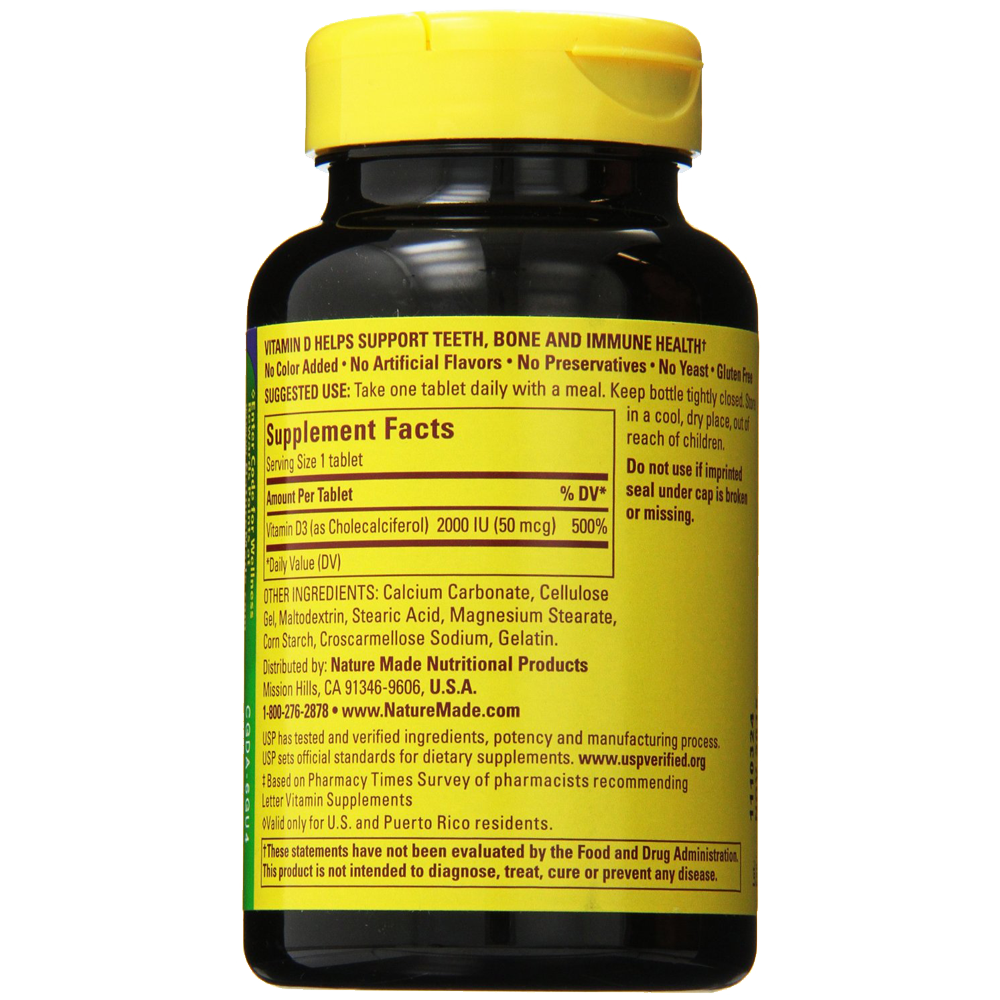 VITAMIN D HELPS SUPPORT TEETH, BONE AND IMMUNE HEALTH†
No Color Added • No Artificial Flavors • No Preservatives • No Yeast • Gluten Free
SUGGESTED USE: Take one tablet daily with a meal. Keep bottle tightly closed. Store
in a cool, dry place, out of
reach of children.
Do not use if imprinted
seal under cap is broken
or missing.
Supplement Facts
Serving Size 1 tablet
Amount Per Tablet % DV*
Vitamin D3 (as Cholecalciferol) 2000 IU (50 mcg) 500%
*Daily Value (DV)
OTHER INGREDIENTS: Calcium Carbonate, Cellulose
Gel, Maltodextrin, Stearic Acid, Magnesium Stearate,
Corn Starch, Croscarmellose Sodium, Gelatin.
Distributed by: Nature Made Nutritional Products
Mission Hills, CA 91346-9606, U.S.A.
1-800-276-2878 • www.NatureMade.com
USP has tested and verified ingredients, potency and manufacturing process.
USP sets official standards for dietary supplements. www.uspverified.org
‡Based on Pharmacy Times Survey of pharmacists recommending
Letter Vitamin Supplements
◊Valid only for U.S. and Puerto Rico residents.
†These statements have not been evaluated by the Food and Drug Administration.
This product is not intended to diagnose, treat, cure or prevent any disease.
◊Enter Code for Wellness